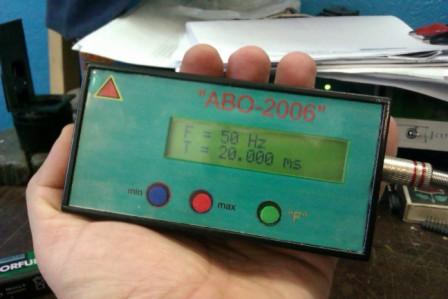 "ABO-2006"
F = 50 Hz
T = 20.000 ms
min
max
"F"